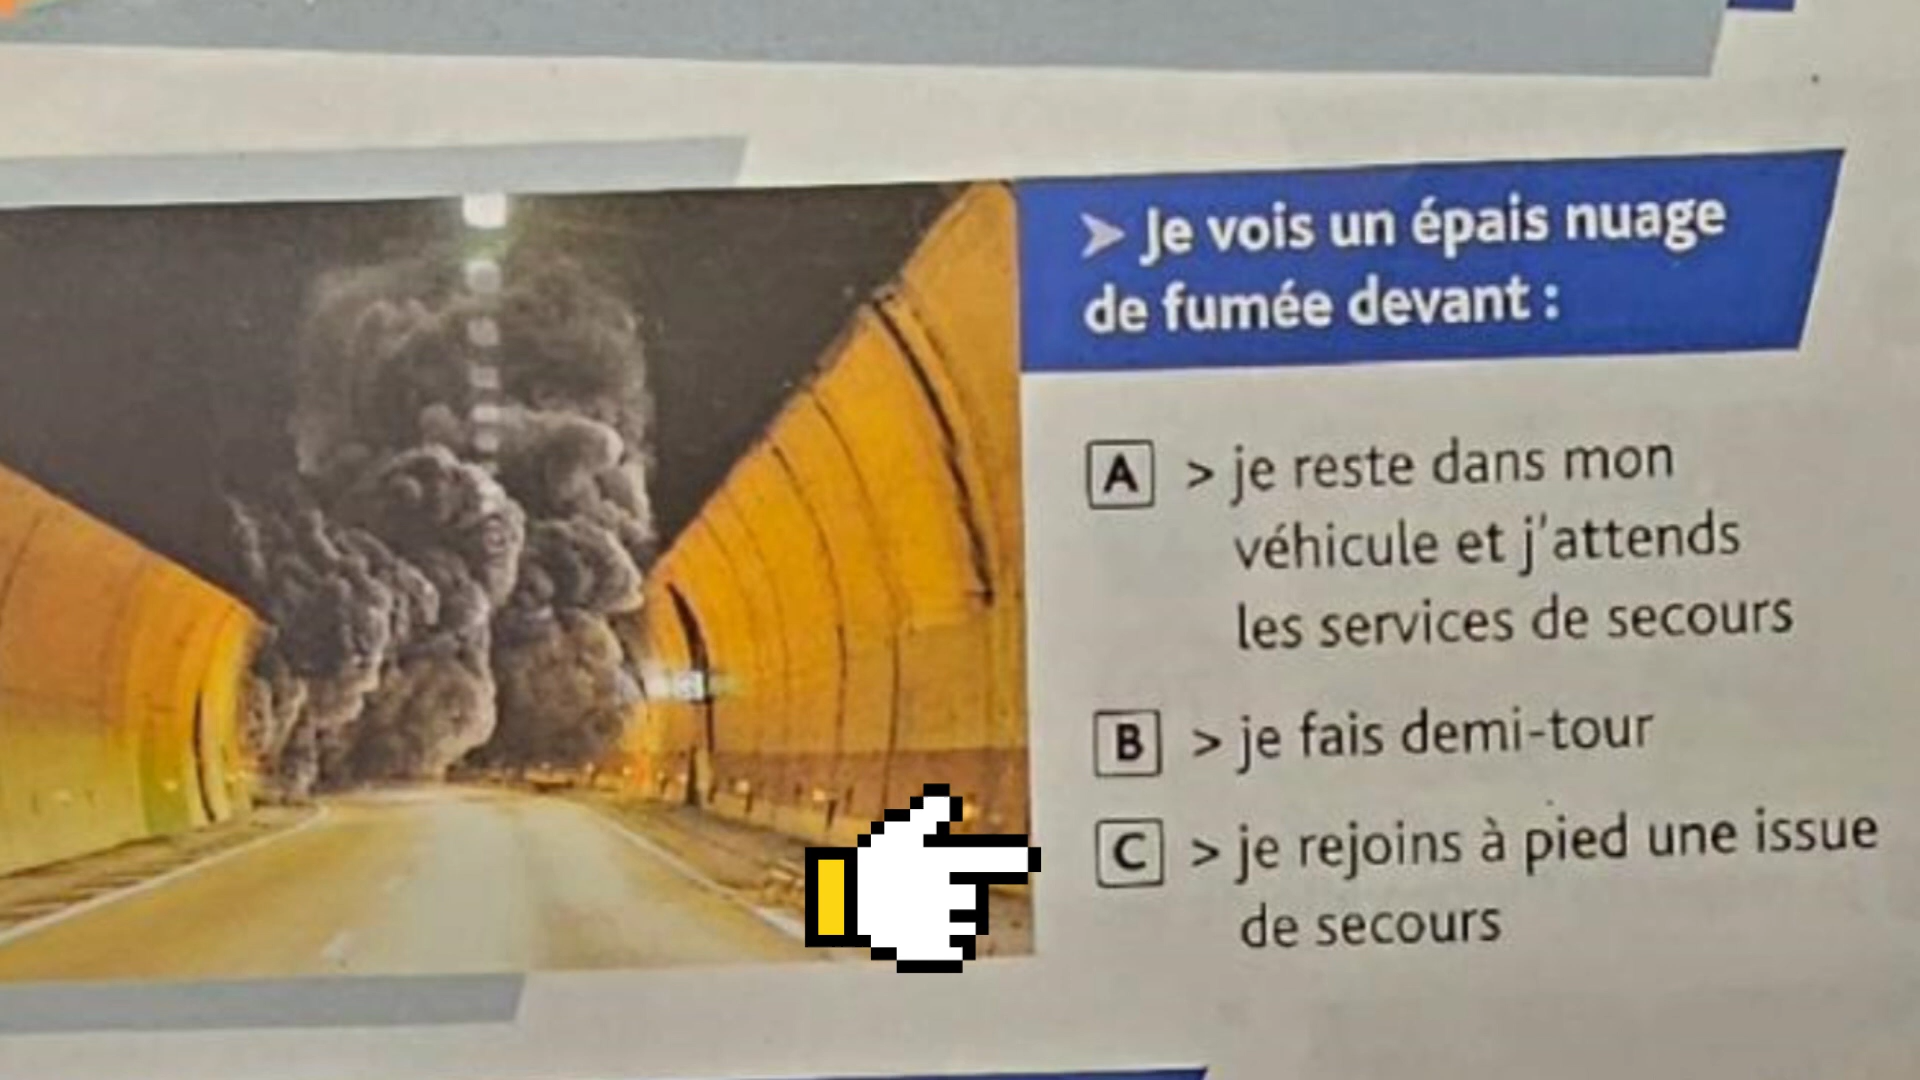 ➤ Je vois un épais nuage
de fumée devant :
A > je reste dans mon
véhicule et j'attends
les services de secours
B > je fais demi-tour
C > je rejoins à pied une issue
de secours